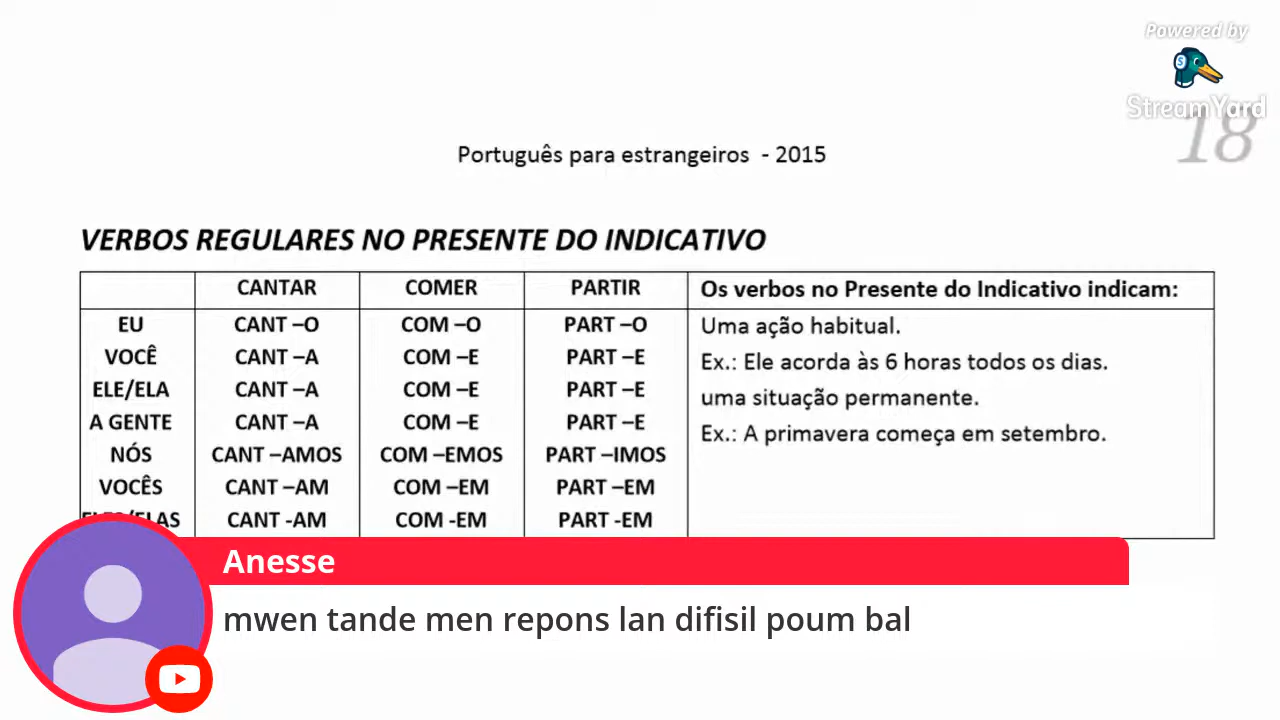 Powered by
StreamYard
18
Português para estrangeiros - 2015
VERBOS REGULARES NO PRESENTE DO INDICATIVO
CANTAR COMER PARTIR Os verbos no Presente do Indicativo indicam:
EU CANT –O COM –O PART –O Uma ação habitual.
VOCÊ CANT –A COM –E PART –E Ex.: Ele acorda às 6 horas todos os dias.
ELE/ELA CANT –A COM –E PART –E uma situação permanente.
A GENTE CANT –A COM –E PART –E Ex.: A primavera começa em setembro.
NÓS CANT –AMOS COM –EMOS PART –IMOS
VOCÊS CANT –AM COM –EM PART –EM
ELES/ELAS CANT -AM COM -EM PART -EM
Anesse
mwen tande men repons lan difisil poum bal